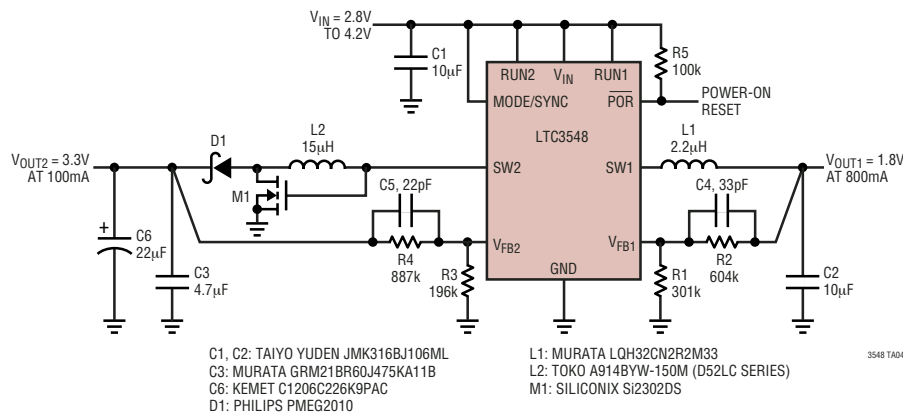 V_IN = 2.8V
TO 4.2V
C1
10μF
RUN2
V_IN
RUN1
R5
100k
MODE/SYNC
POR
POWER-ON
RESET
LTC3548
D1
L2
15μH
L1
2.2μH
V_OUT2 = 3.3V
AT 100mA
SW2
SW1
V_OUT1 = 1.8V
AT 800mA
M1
C5, 22pF
C4, 33pF
+
C6
22μF
C3
4.7μF
R4
887k
R3
196k
V_FB2
V_FB1
GND
R1
301k
R2
604k
C2
10μF
C1, C2: TAIYO YUDEN JMK316BJ106ML
C3: MURATA GRM21BR60J475KA11B
C6: KEMET C1206C226K9PAC
D1: PHILIPS PMEG2010
L1: MURATA LQH32CN2R2M33
L2: TOKO A914BYW-150M (D52LC SERIES)
M1: SILICONIX Si2302DS
3548 TA04